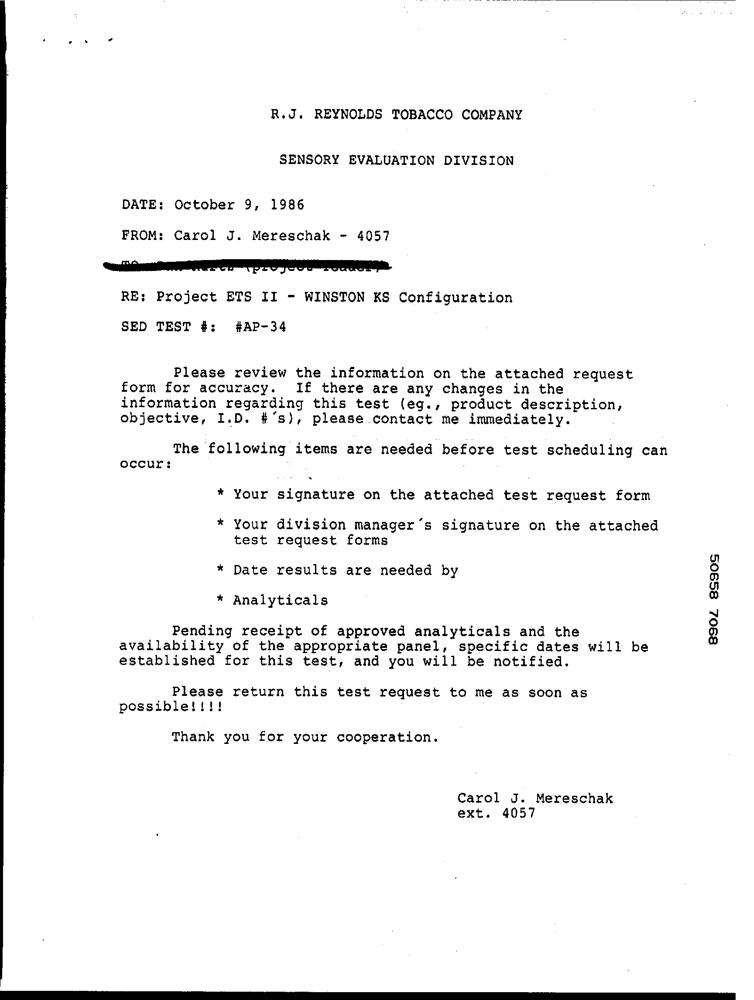 R.J. REYNOLDS TOBACCO COMPANY
SENSORY EVALUATION DIVISION
DATE: October 9, 1986
FROM: Carol J. Mereschak - 4057
RE: Project ETS II - WINSTON KS Configuration
SED TEST #: #AP-34
Please review the information on the attached request
form for accuracy. If there are any changes in the
information regarding this test (eg., product description,
objective, I.D. #´s), please contact me immediately.
The following items are needed before test scheduling can
occur:
* Your signature on the attached test request form
* Your division manager´s signature on the attached
test request forms
* Date results are needed by
* Analyticals
Pending receipt of approved analyticals and the
availability of the appropriate panel, specific dates will be
established for this test, and you will be notified.
Please return this test request to me as soon as
possible!!!!
Thank you for your cooperation.
Carol J. Mereschak
ext. 4057
50658 7068